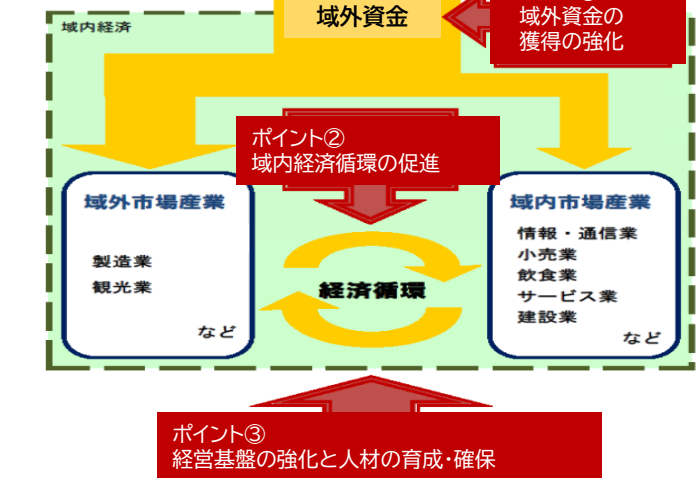 域内経済
域外資金
域外資金の
獲得の強化
ポイント②
域内経済循環の促進
域外市場産業
製造業
観光業
など
経済循環
域内市場産業
情報・通信業
小売業
飲食業
サービス業
建設業
など
ポイント③
経営基盤の強化と人材の育成・確保